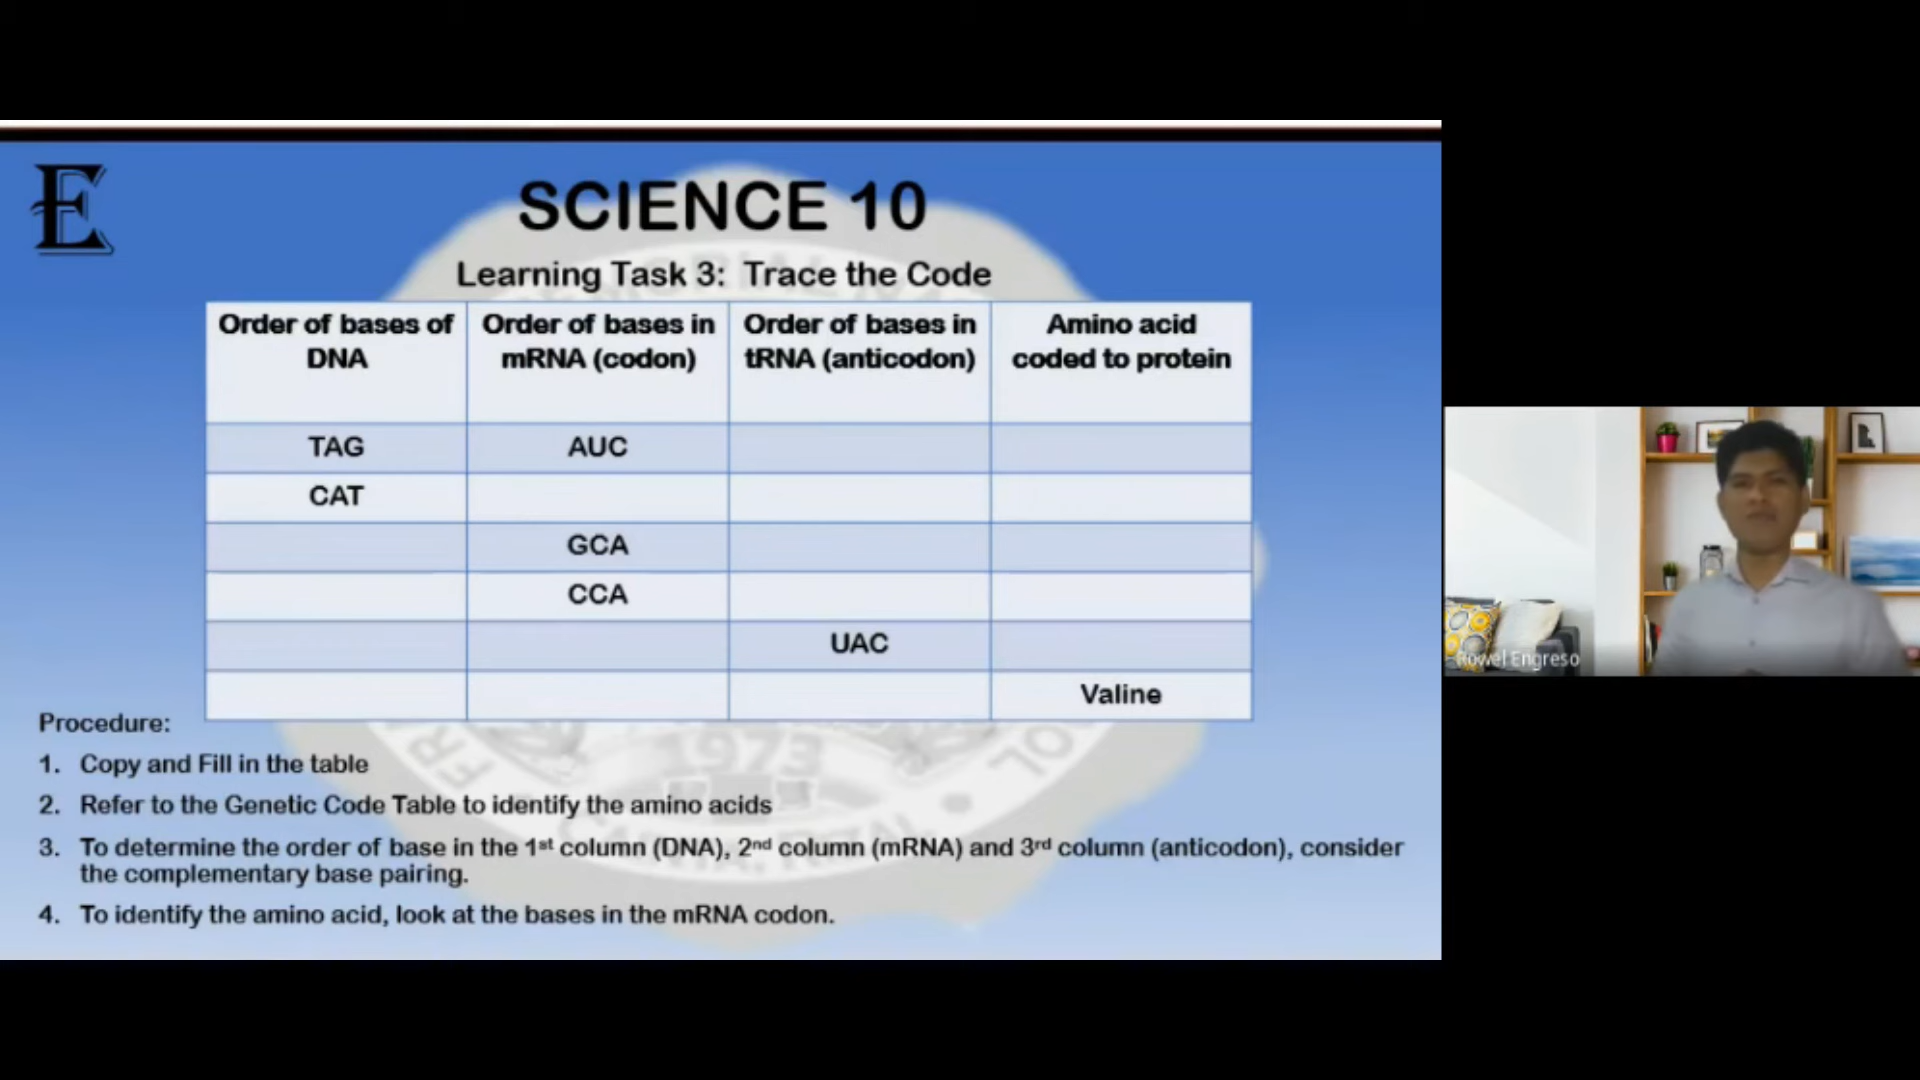 E
SCIENCE 10
Learning Task 3: Trace the Code
Order of bases of DNA
Order of bases in mRNA (codon)
Order of bases in tRNA (anticodon)
Amino acid coded to protein
TAG AUC
CAT
GCA
CCA
UAC
Valine
Procedure:
1. Copy and Fill in the table
2. Refer to the Genetic Code Table to identify the amino acids
3. To determine the order of base in the 1st column (DNA), 2nd column (mRNA) and 3rd column (anticodon), consider
the complementary base pairing.
4. To identify the amino acid, look at the bases in the mRNA codon.
1973
Rowel Engreso